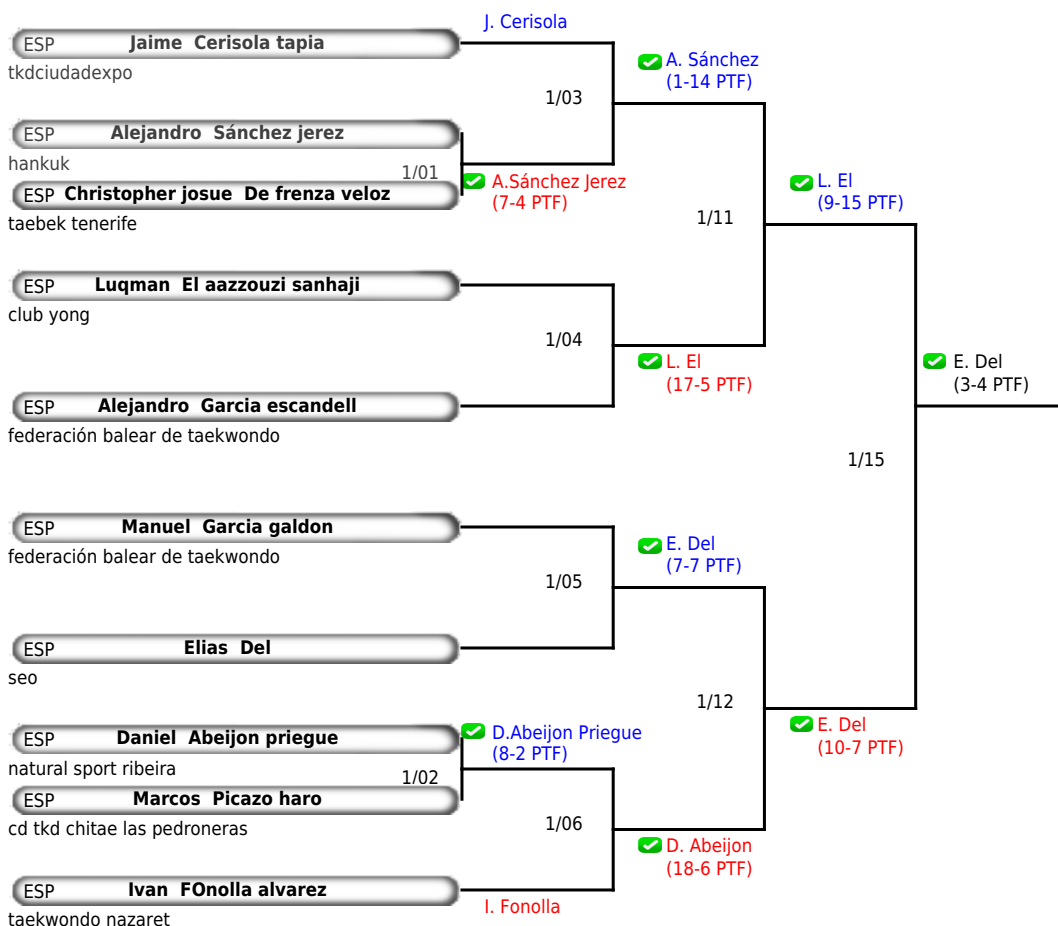 J. Cerisola
ESP Jaime Cerisola tapia
tkdciudadexpo
A. Sánchez
(1-14 PTF)
1/03
ESP Alejandro Sánchez jerez
hankuk
1/01
A.Sánchez Jerez
(7-4 PTF)
ESP Christopher josue De frenza veloz
taebek tenerife
L. El
(9-15 PTF)
1/11
ESP Luqman El aazzouzi sanhaji
club yong
1/04
L. El
(17-5 PTF)
E. Del
(3-4 PTF)
ESP Alejandro Garcia escandell
federación balear de taekwondo
1/15
ESP Manuel Garcia galdon
federación balear de taekwondo
E. Del
(7-7 PTF)
1/05
ESP Elias Del
seo
1/12
ESP Daniel Abeijon priegue
natural sport ribeira
D.Abeijon Priegue
(8-2 PTF)
E. Del
(10-7 PTF)
1/02
ESP Marcos Picazo haro
cd tkd chitae las pedroneras
1/06
D. Abeijon
(18-6 PTF)
ESP Ivan FOnolla alvarez
taekwondo nazaret
I. Fonolla